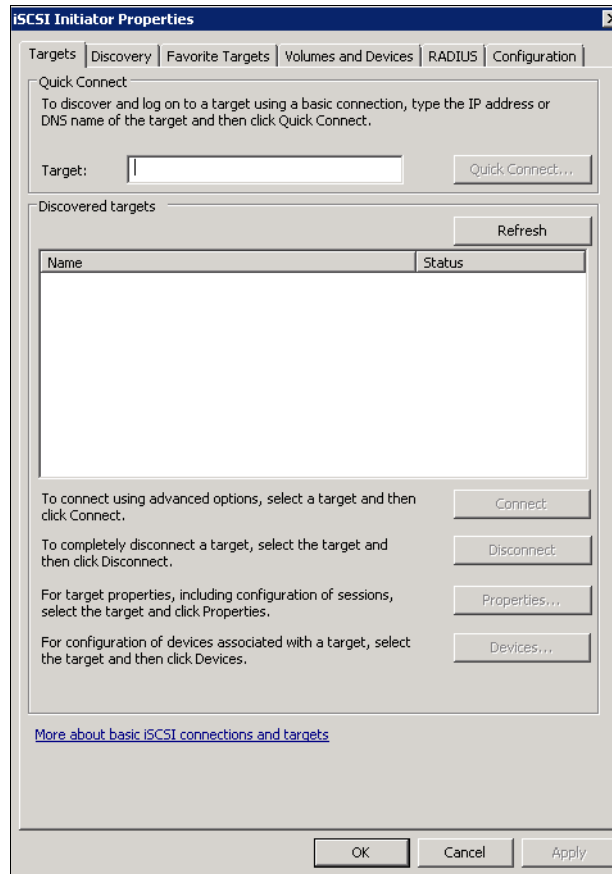 iSCSI Initiator Properties
Targets Discovery Favorite Targets Volumes and Devices RADIUS Configuration
Quick Connect
To discover and log on to a target using a basic connection, type the IP address or
DNS name of the target and then click Quick Connect.
Target:
Quick Connect...
Discovered targets
Refresh
Name Status
To connect using advanced options, select a target and then
click Connect.
Connect
To completely disconnect a target, select the target and
then click Disconnect.
Disconnect
For target properties, including configuration of sessions,
select the target and click Properties.
Properties...
For configuration of devices associated with a target, select
the target and then click Devices.
Devices...
More about basic iSCSI connections and targets
OK Cancel Apply